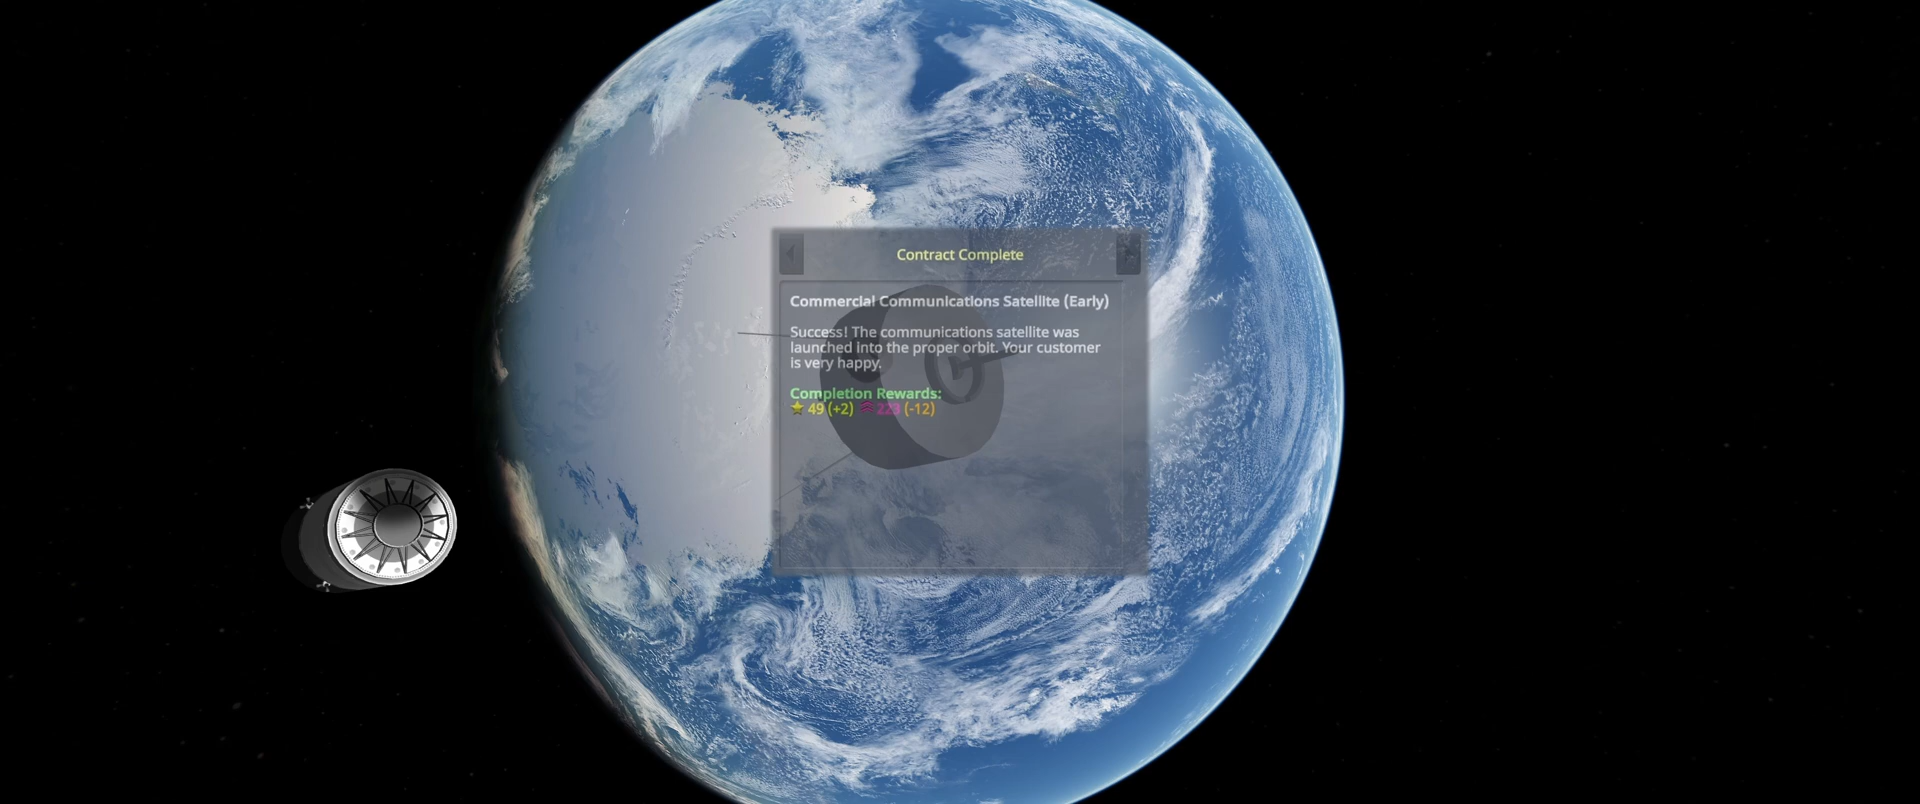 Contract Complete
Commercial Communications Satellite (Early)
Success! The communications satellite was
launched into the proper orbit. Your customer
is very happy.
Completion Rewards:
49 (+2) 223 (-12)